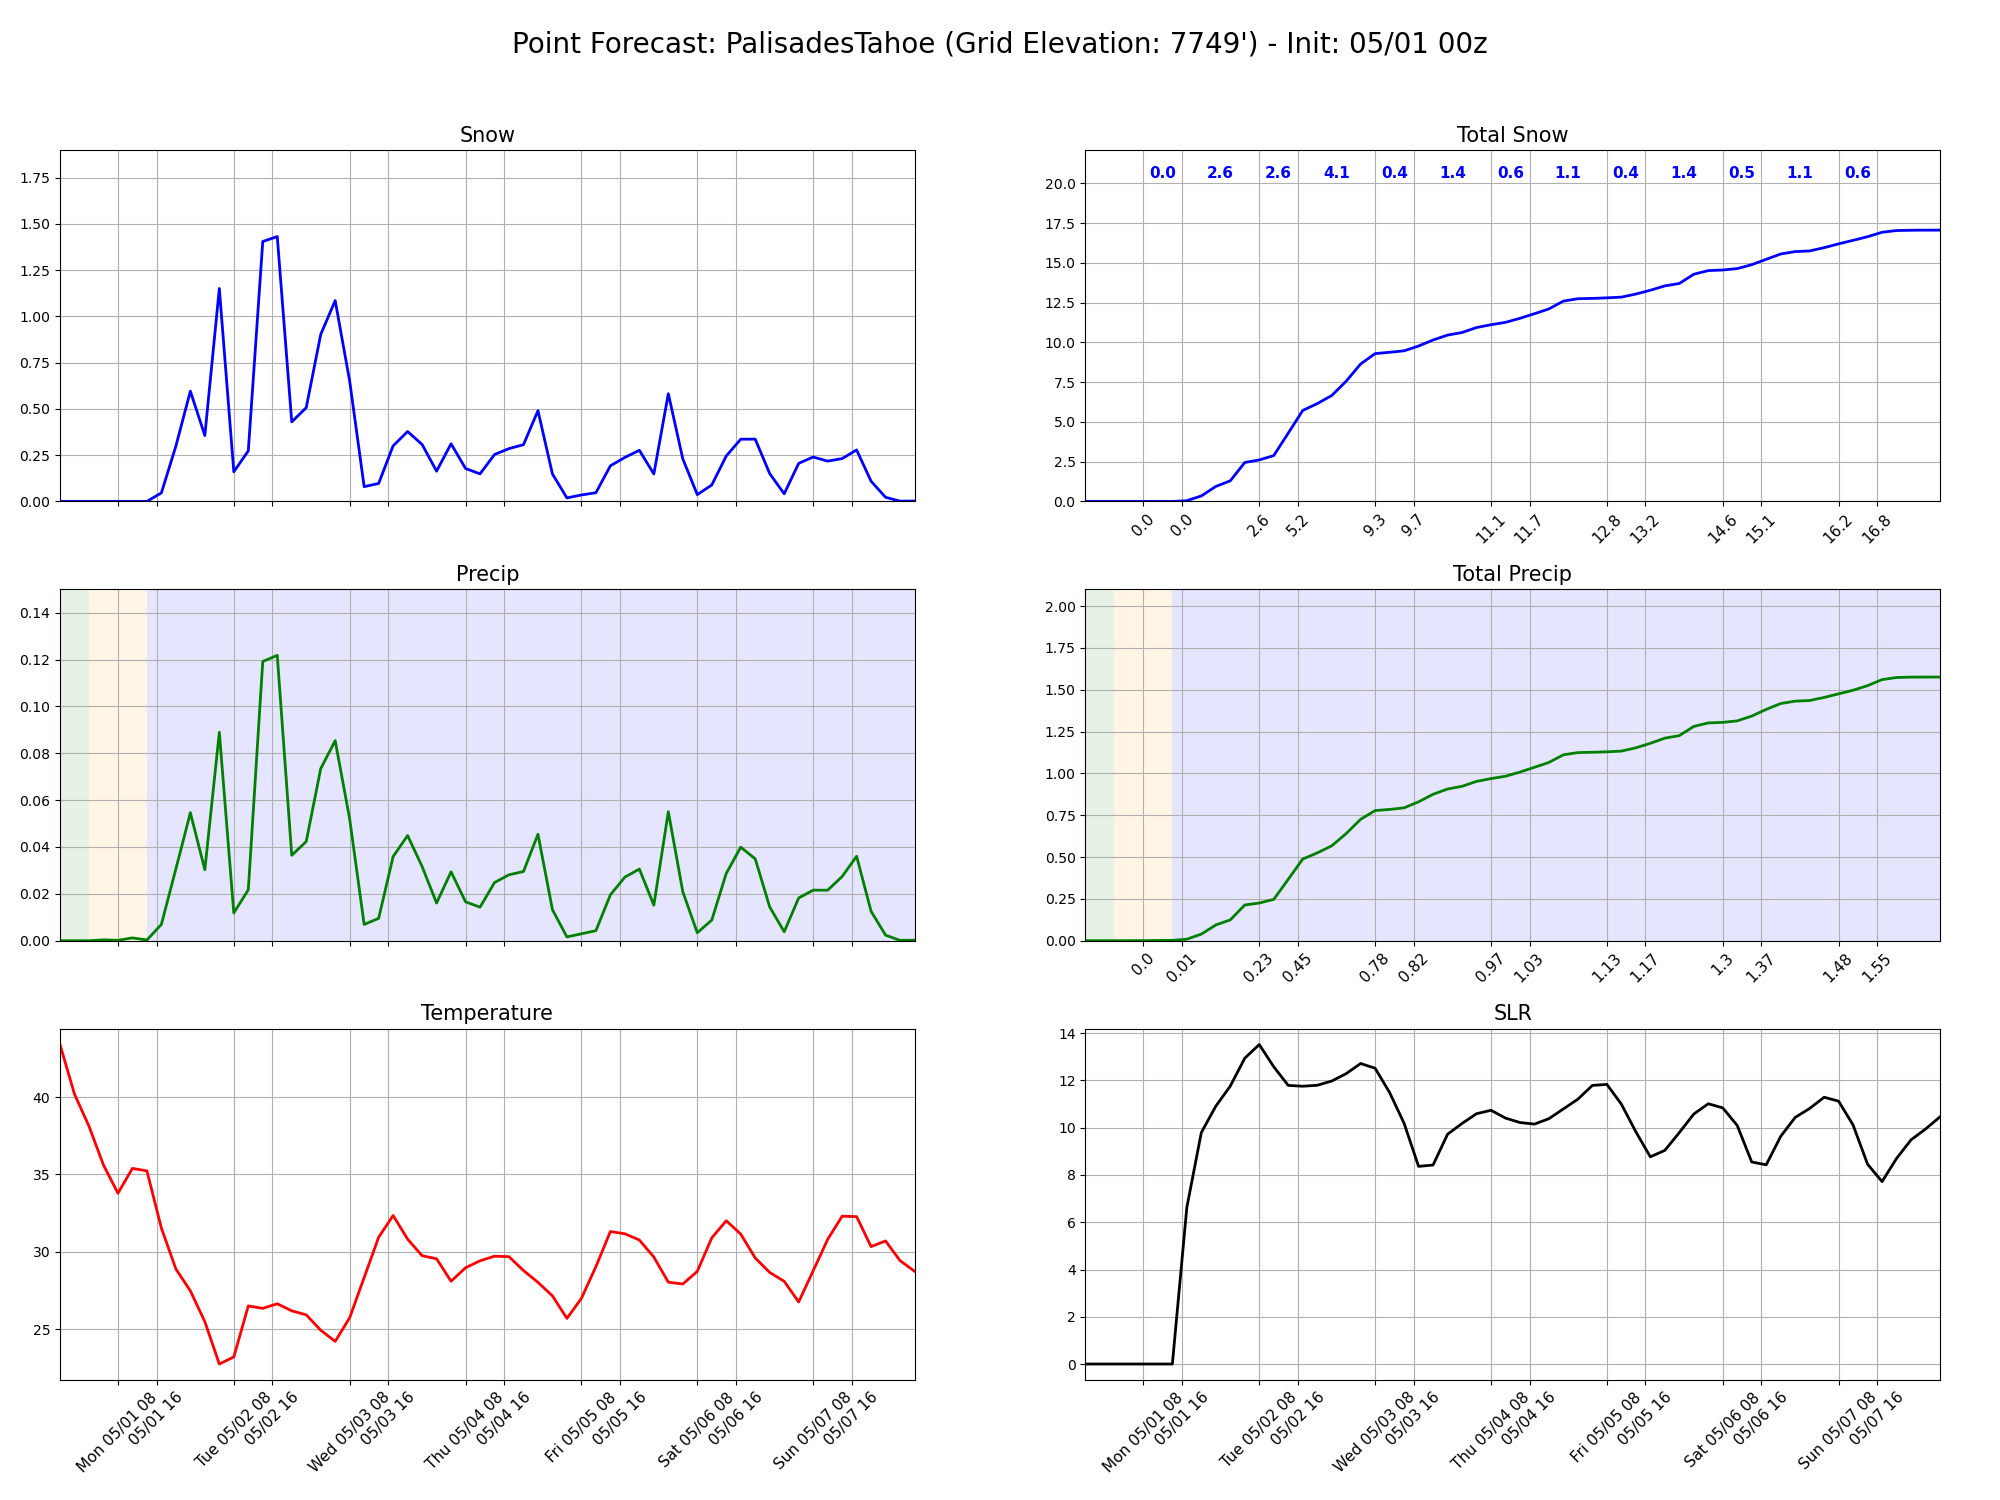 Point Forecast: PalisadesTahoe (Grid Elevation: 7749') - Init: 05/01 00z
Snow
1.75
1.50
1.25
1.00
0.75
0.50
0.25
0.00
Total Snow
0.0 2.6 2.6 4.1 0.4 1.4 0.6 1.1 0.4 1.4 0.5 1.1 0.6
20.0
17.5
15.0
12.5
10.0
7.5
5.0
2.5
0.0
0.0 0.0 2.6 5.2 9.3 9.7 11.1 11.7 12.8 13.2 14.6 15.1 16.2 16.8
Precip
0.14
0.12
0.10
0.08
0.06
0.04
0.02
0.00
Total Precip
2.00
1.75
1.50
1.25
1.00
0.75
0.50
0.25
0.00
0.0 0.01 0.23 0.45 0.78 0.82 0.97 1.03 1.13 1.17 1.3 1.37 1.48 1.55
Temperature
40
35
30
25
Mon 05/01 08
05/01 16
Tue 05/02 08
05/02 16
Wed 05/03 08
05/03 16
Thu 05/04 08
05/04 16
Fri 05/05 08
05/05 16
Sat 05/06 08
05/06 16
Sun 05/07 08
05/07 16
SLR
14
12
10
8
6
4
2
0
Mon 05/01 08
05/01 16
Tue 05/02 08
05/02 16
Wed 05/03 08
05/03 16
Thu 05/04 08
05/04 16
Fri 05/05 08
05/05 16
Sat 05/06 08
05/06 16
Sun 05/07 08
05/07 16